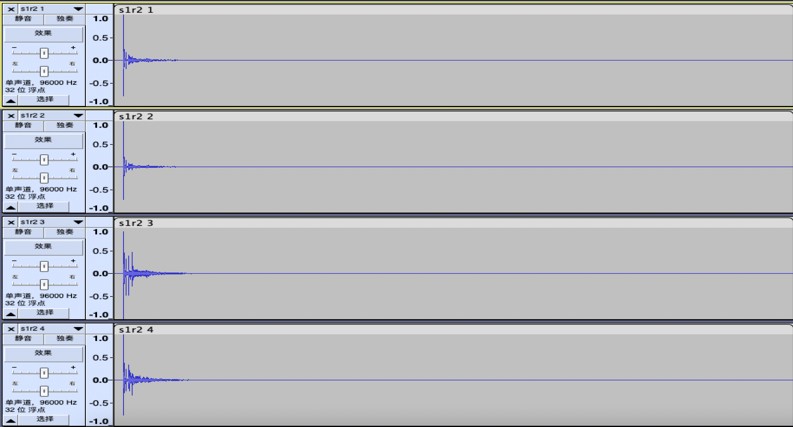 × s1r2 1 s1r2 1
静音 独奏 1.0
效果 0.5
- +
左 右 0.0
单声道, 96000 Hz -0.5
32 位 浮点
选择 -1.0
× s1r2 2 s1r2 2
静音 独奏 1.0
效果 0.5
- +
左 右 0.0
单声道, 96000 Hz -0.5
32 位 浮点
选择 -1.0
× s1r2 3 s1r2 3
静音 独奏 1.0
效果 0.5
- +
左 右 0.0
单声道, 96000 Hz -0.5
32 位 浮点
选择 -1.0
× s1r2 4 s1r2 4
静音 独奏 1.0
效果 0.5
- +
左 右 0.0
单声道, 96000 Hz -0.5
32 位 浮点
选择 -1.0